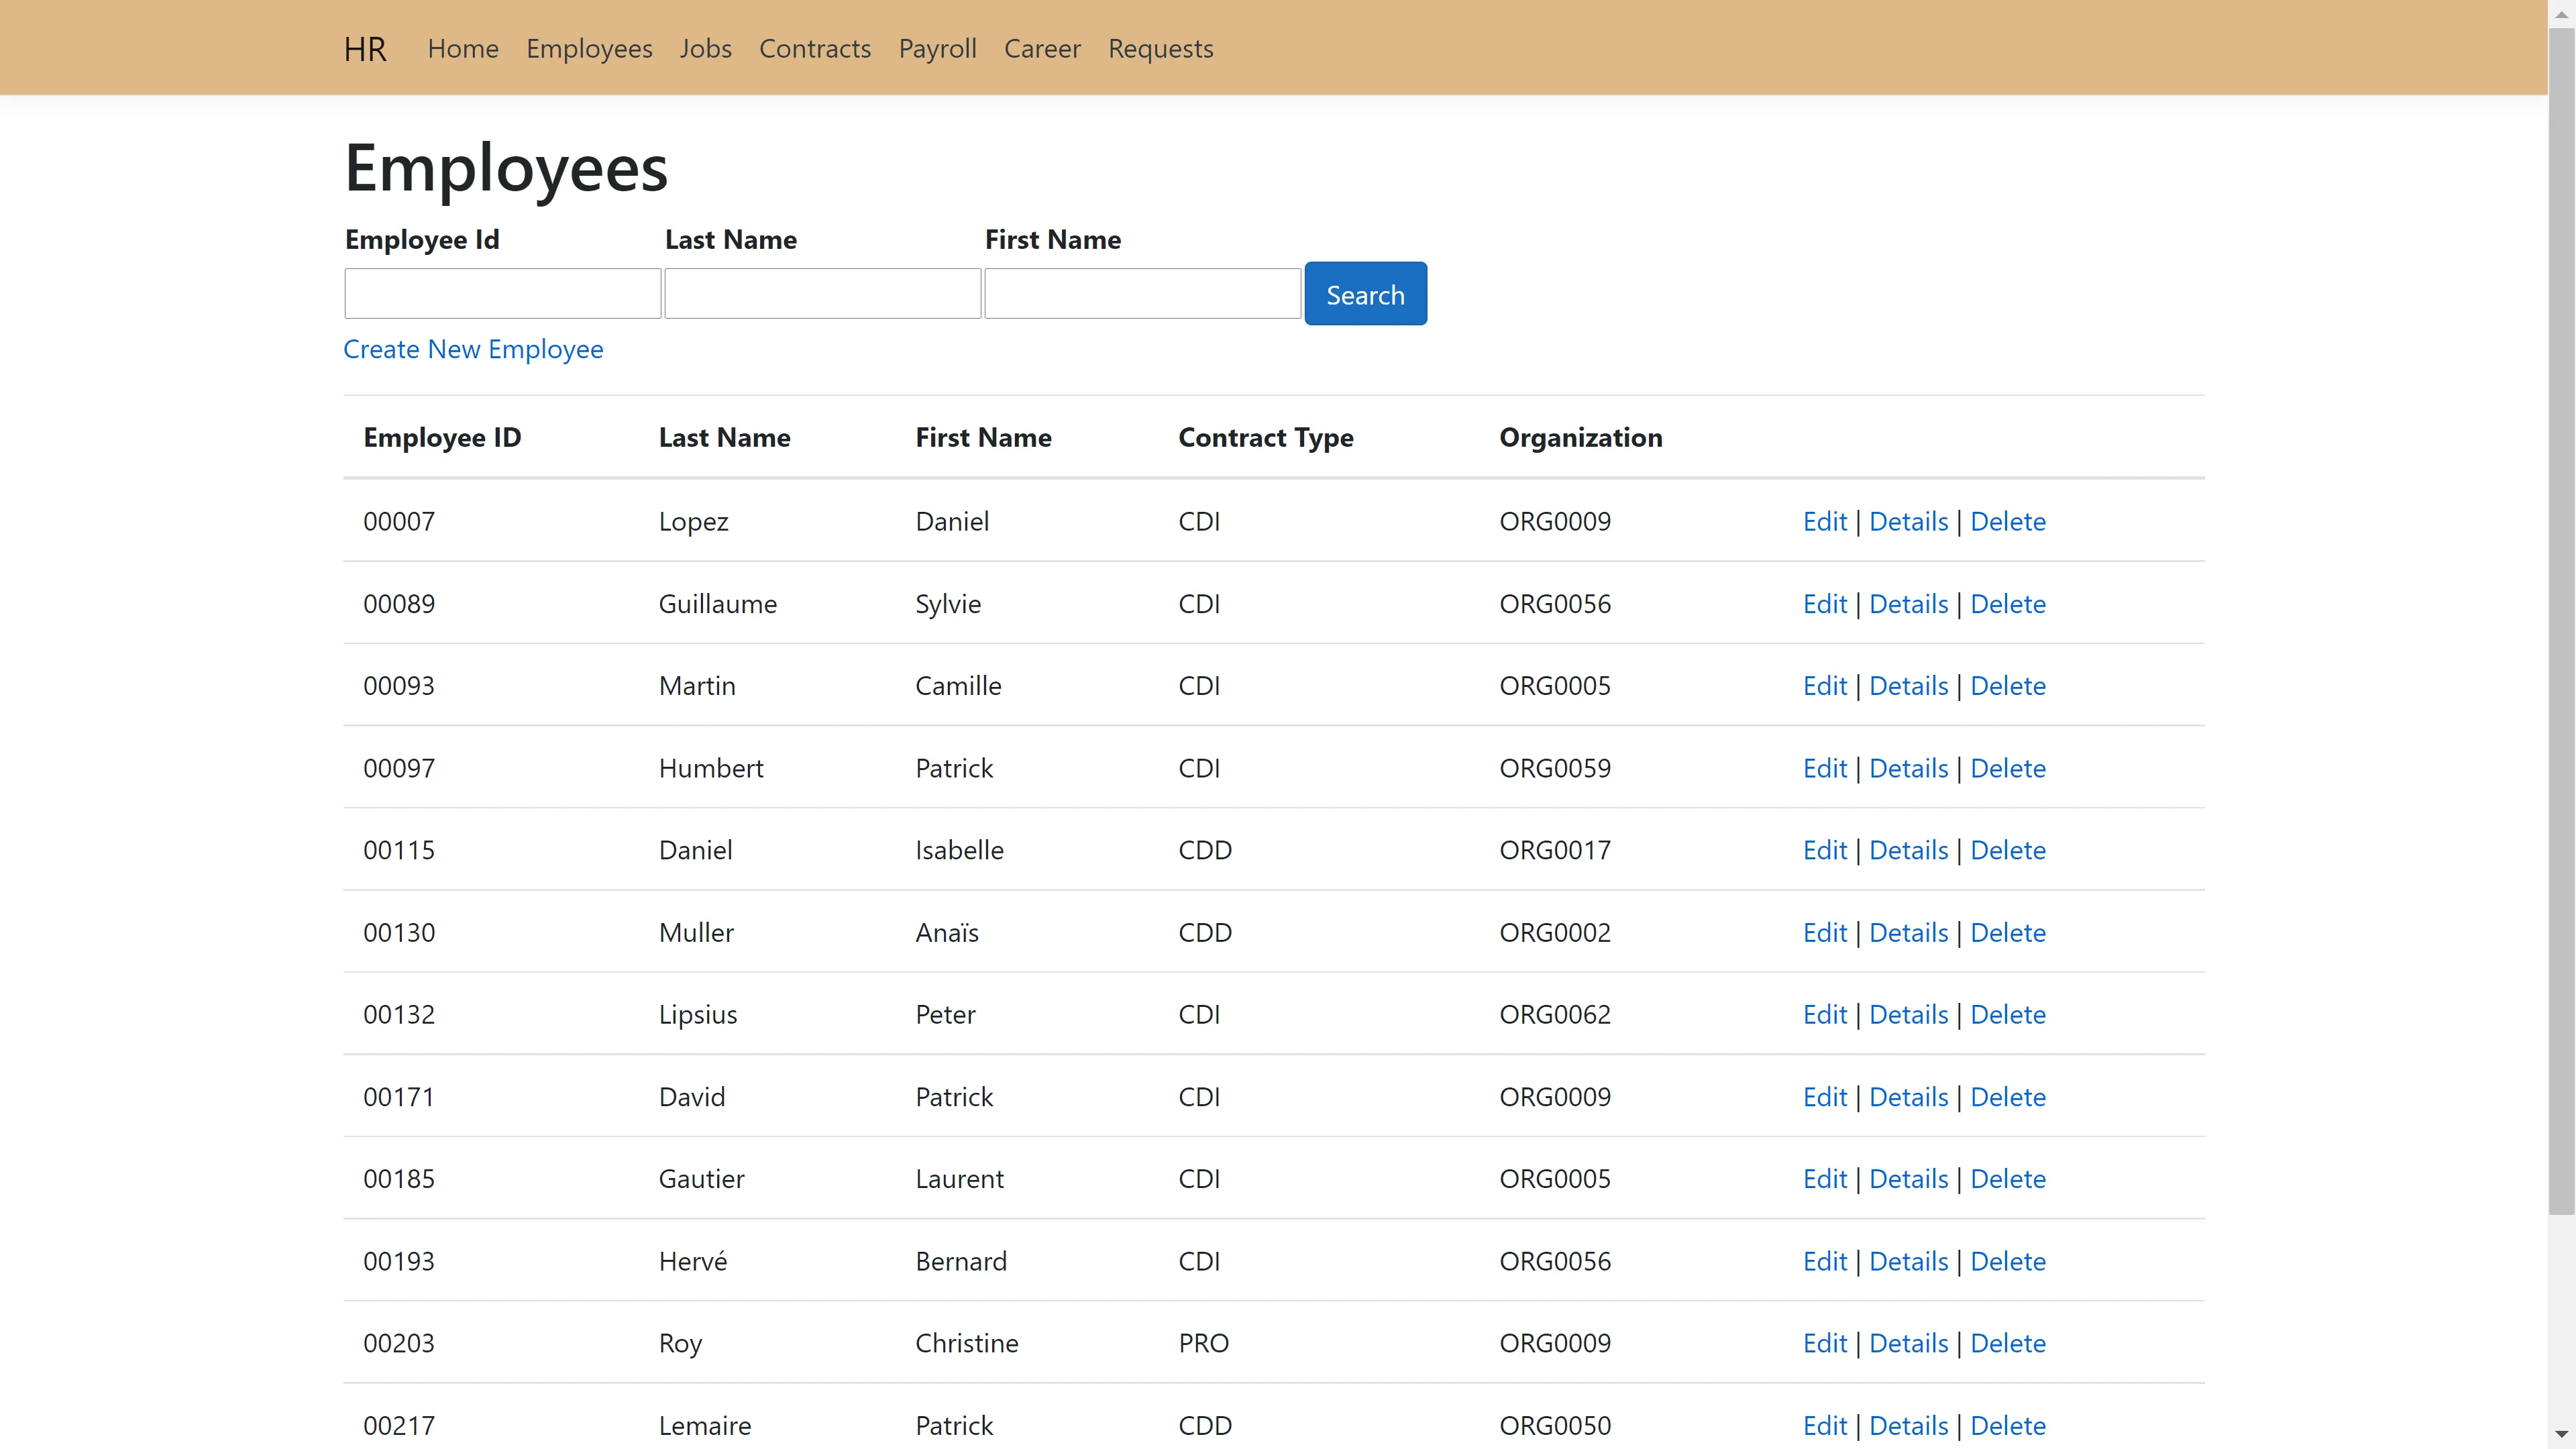 HR Home Employees Jobs Contracts Payroll Career Requests
Employees
Employee Id Last Name First Name
Search
Create New Employee
Employee ID Last Name First Name Contract Type Organization
00007 Lopez Daniel CDI ORG0009 Edit | Details | Delete
00089 Guillaume Sylvie CDI ORG0056 Edit | Details | Delete
00093 Martin Camille CDI ORG0005 Edit | Details | Delete
00097 Humbert Patrick CDI ORG0059 Edit | Details | Delete
00115 Daniel Isabelle CDD ORG0017 Edit | Details | Delete
00130 Muller Anaïs CDD ORG0002 Edit | Details | Delete
00132 Lipsius Peter CDI ORG0062 Edit | Details | Delete
00171 David Patrick CDI ORG0009 Edit | Details | Delete
00185 Gautier Laurent CDI ORG0005 Edit | Details | Delete
00193 Hervé Bernard CDI ORG0056 Edit | Details | Delete
00203 Roy Christine PRO ORG0009 Edit | Details | Delete
00217 Lemaire Patrick CDD ORG0050 Edit | Details | Delete